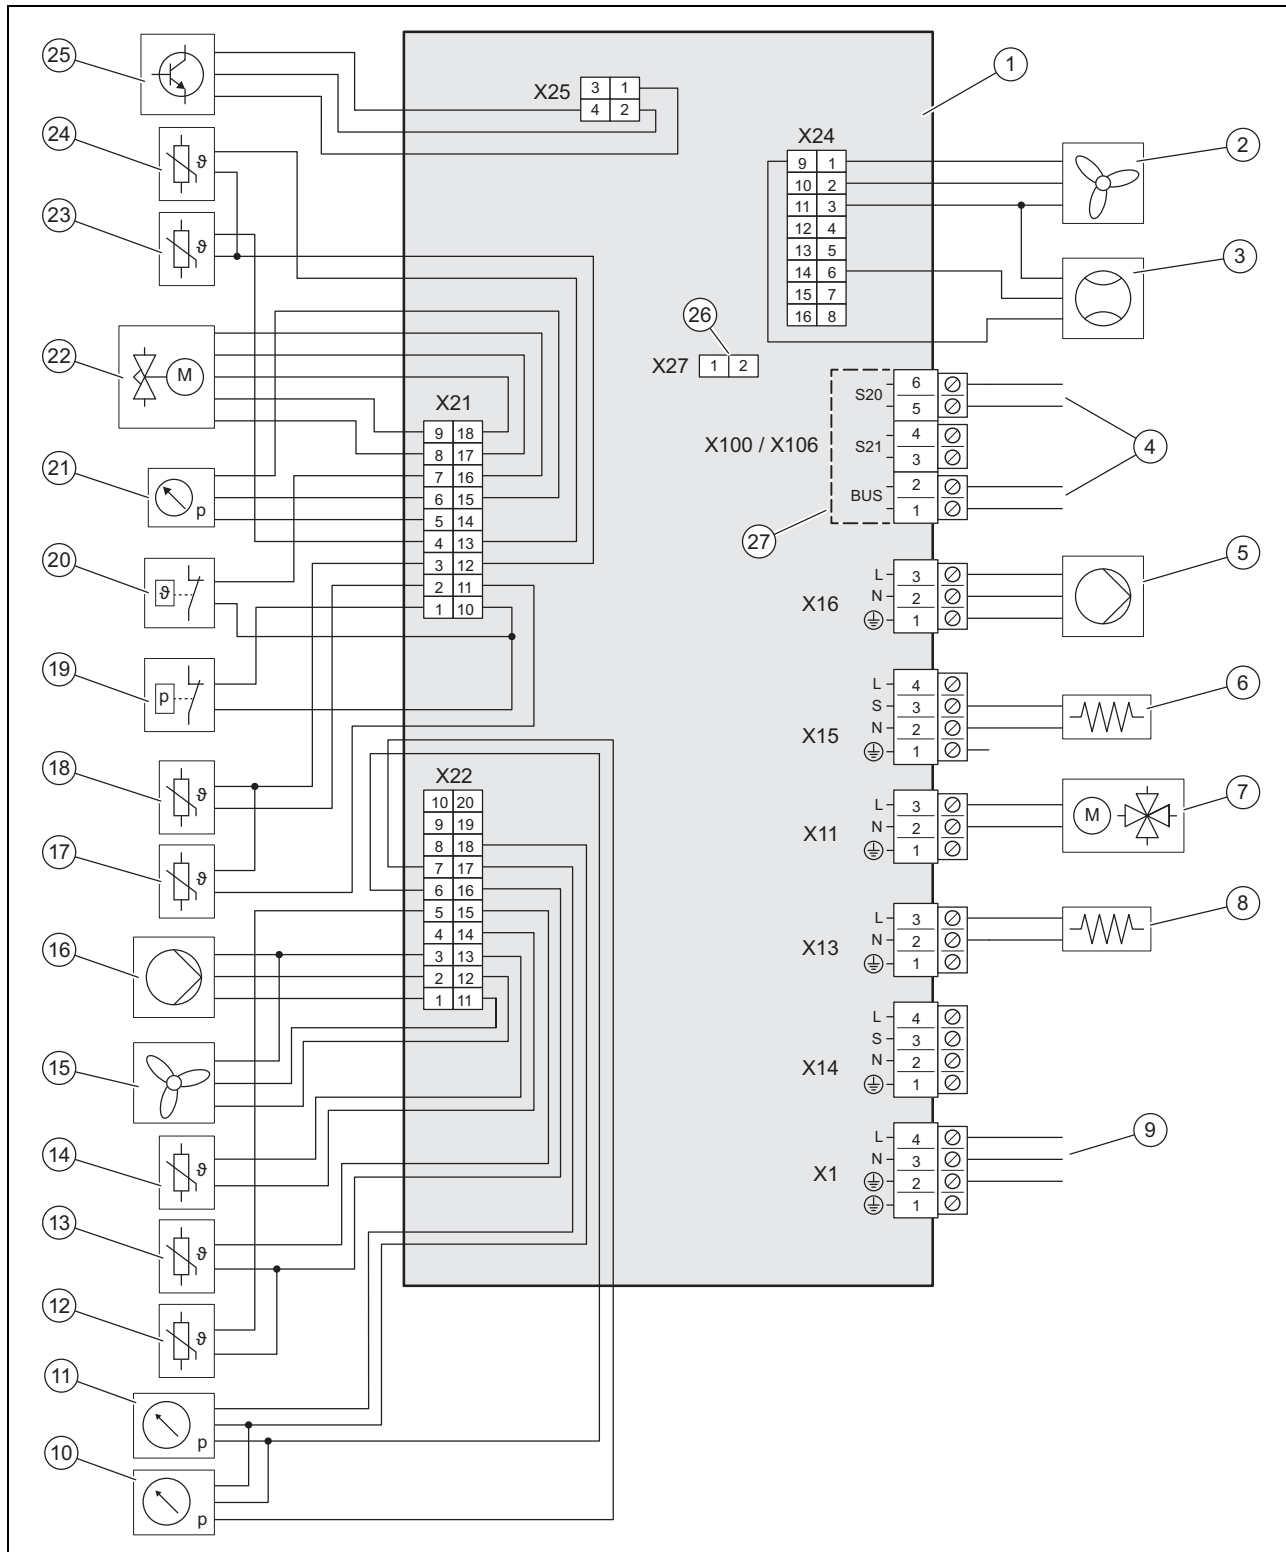 25
X25
3 1
4 2
1
24
ϑ
X24
9 1
10 2
11 3
12 4
13 5
14 6
15 7
16 8
2
23
ϑ
3
26
X27
1 2
22
M
X21
9 18
8 17
7 16
6 15
5 14
4 13
3 12
2 11
1 10
S20
6
5
X100 / X106
S21
4
3
BUS
2
1
4
27
21
p
20
ϑ
X16
L 3
N 2
1
5
19
p
X15
L 4
S 3
N 2
1
6
18
ϑ
X22
10 20
9 19
8 18
7 17
6 16
5 15
4 14
3 13
2 12
1 11
X11
L 3
N 2
1
M
7
17
ϑ
X13
L 3
N 2
1
8
16
15
X14
L 4
S 3
N 2
1
14
ϑ
X1
L 4
N 3
2
1
9
13
ϑ
12
ϑ
11
p
10
p